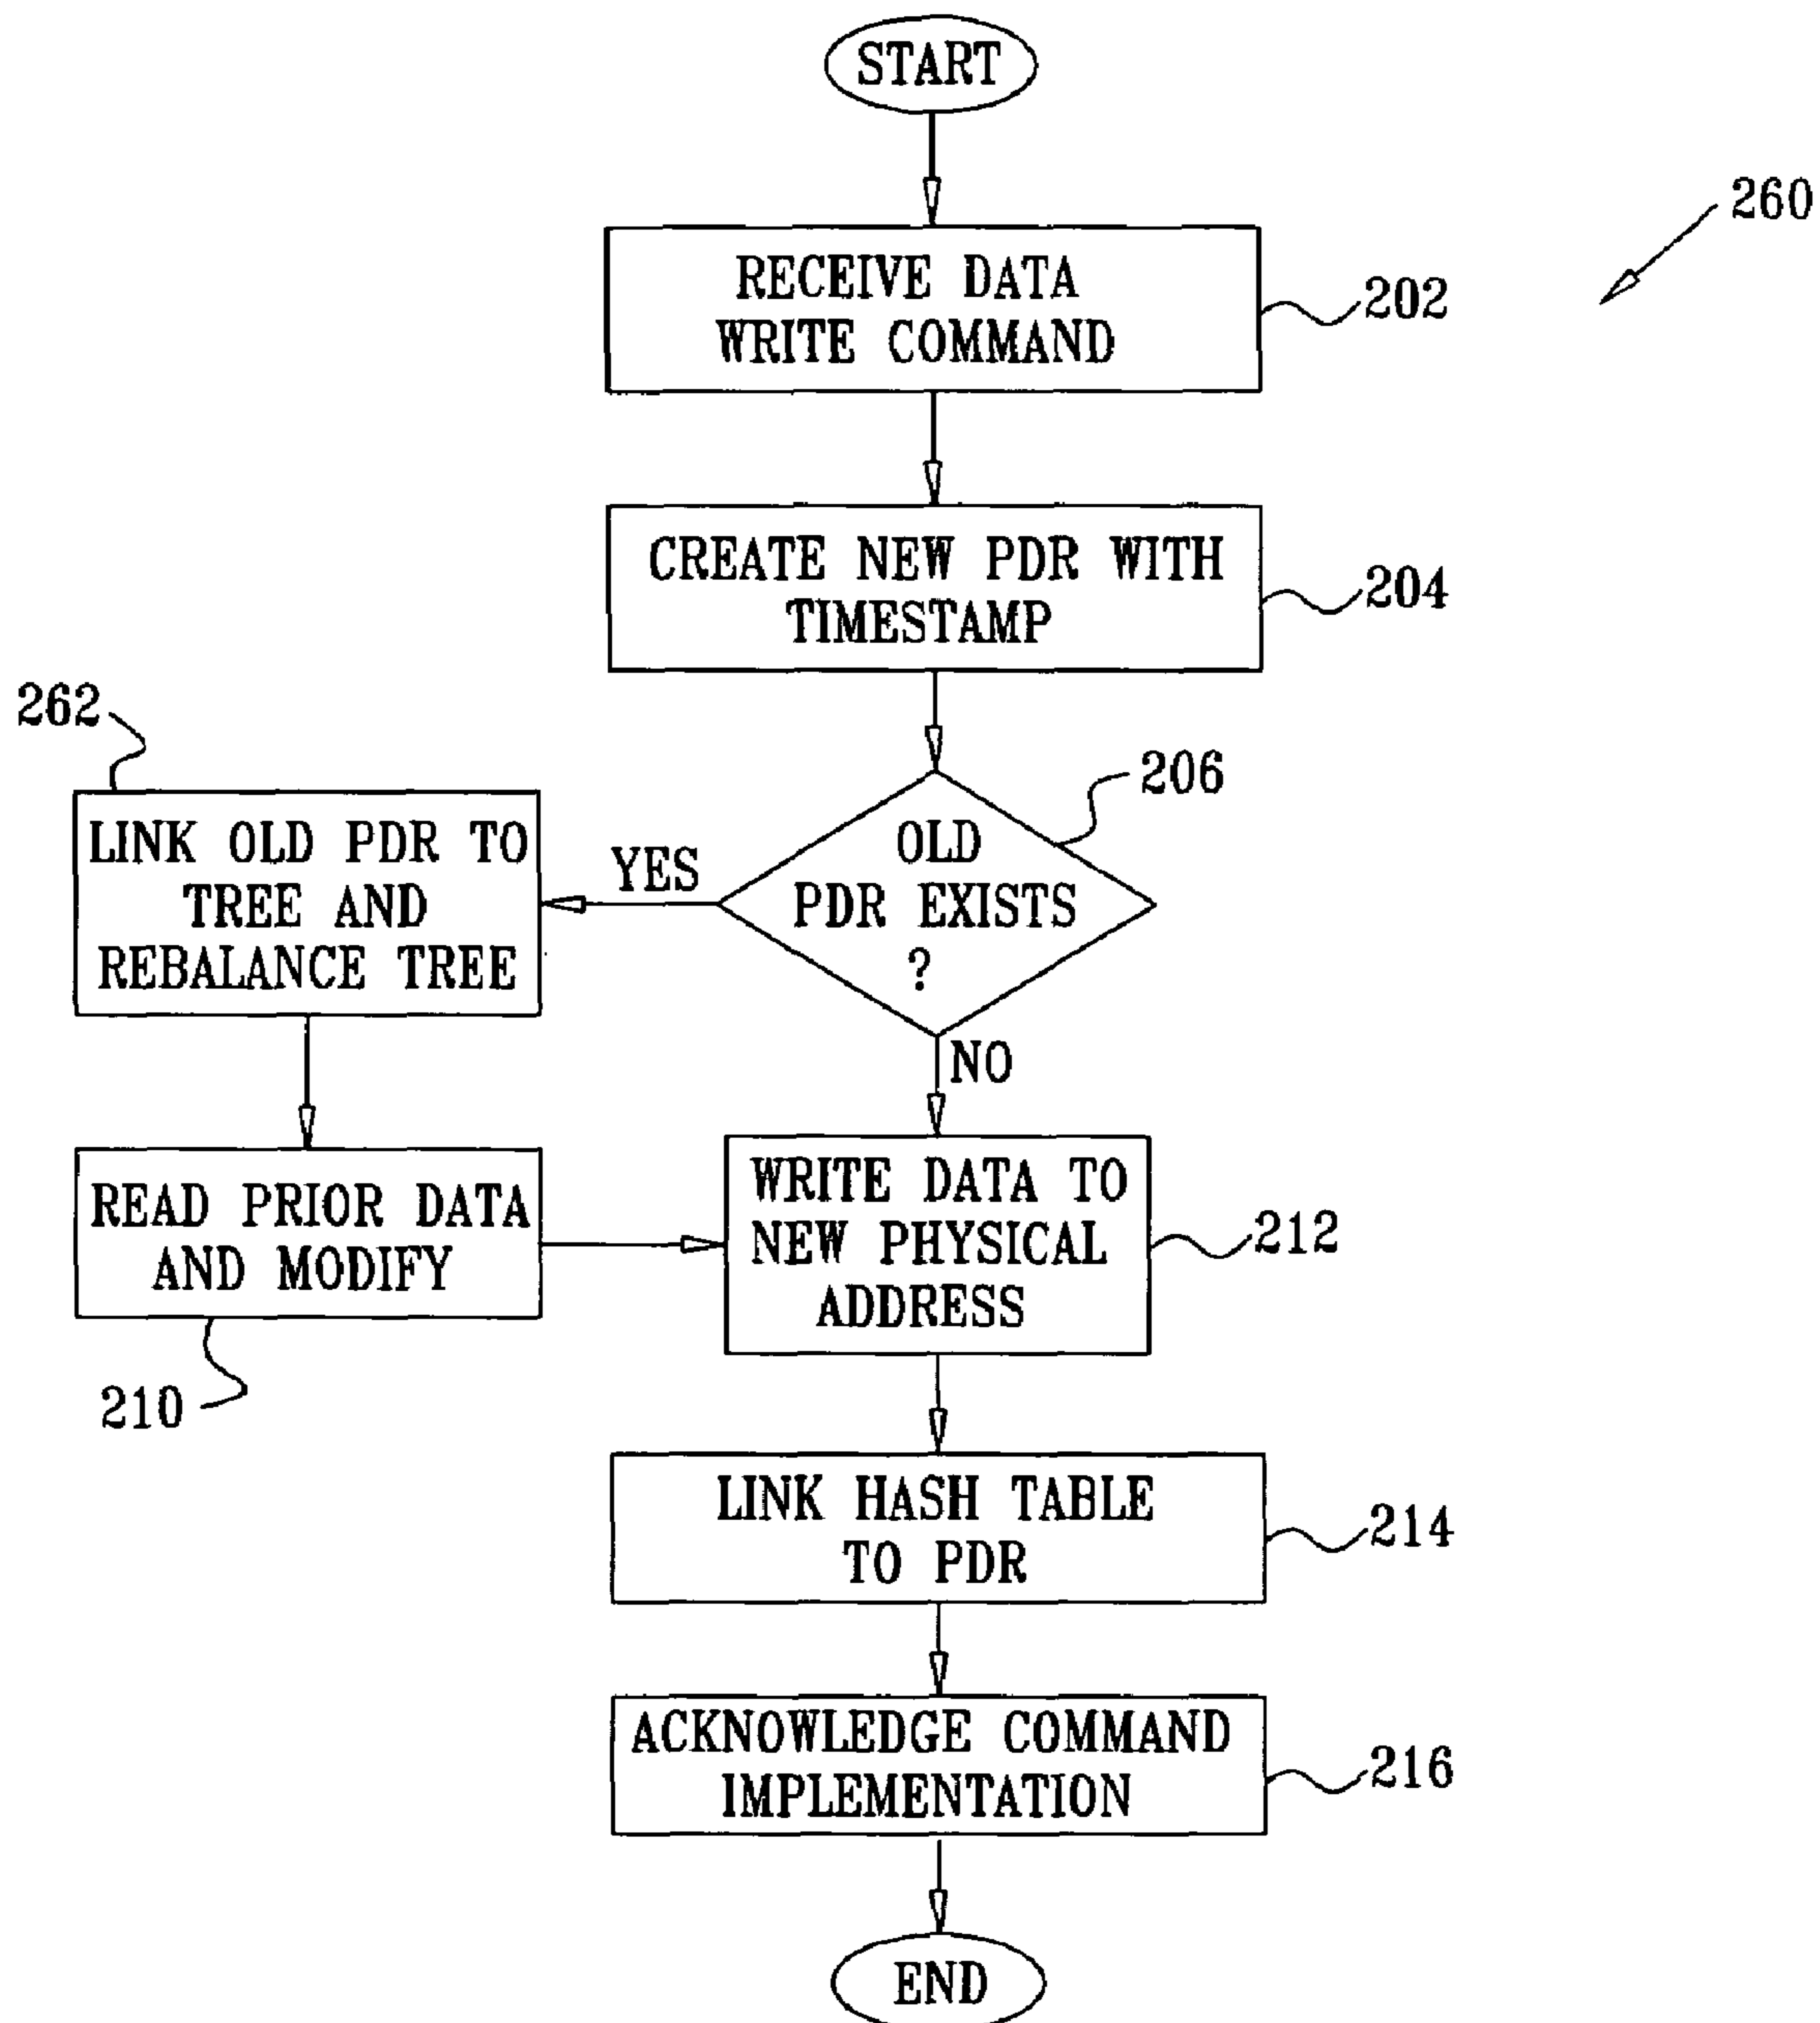 START
260
RECEIVE DATA
WRITE COMMAND
202
CREATE NEW PDR WITH
TIMESTAMP
204
262
206
LINK OLD PDR TO
TREE AND
REBALANCE TREE
YES
OLD
PDR EXISTS
?
NO
READ PRIOR DATA
AND MODIFY
210
WRITE DATA TO
NEW PHYSICAL
ADDRESS
212
LINK HASH TABLE
TO PDR
214
ACKNOWLEDGE COMMAND
IMPLEMENTATION
216
END